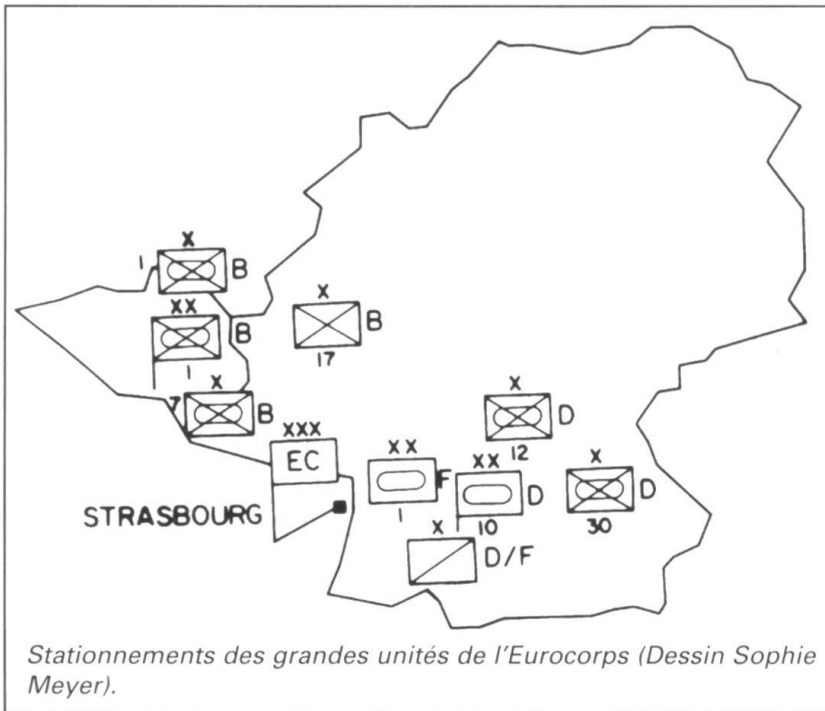 X
1 B
XX
B
1
X
B
17
X
7 B
XXX
EC
STRASBOURG
XX
F
1
X
D
12
XX
D
10
X
D
30
X
D/F
Stationnements des grandes unités de l'Eurocorps (Dessin Sophie
Meyer).